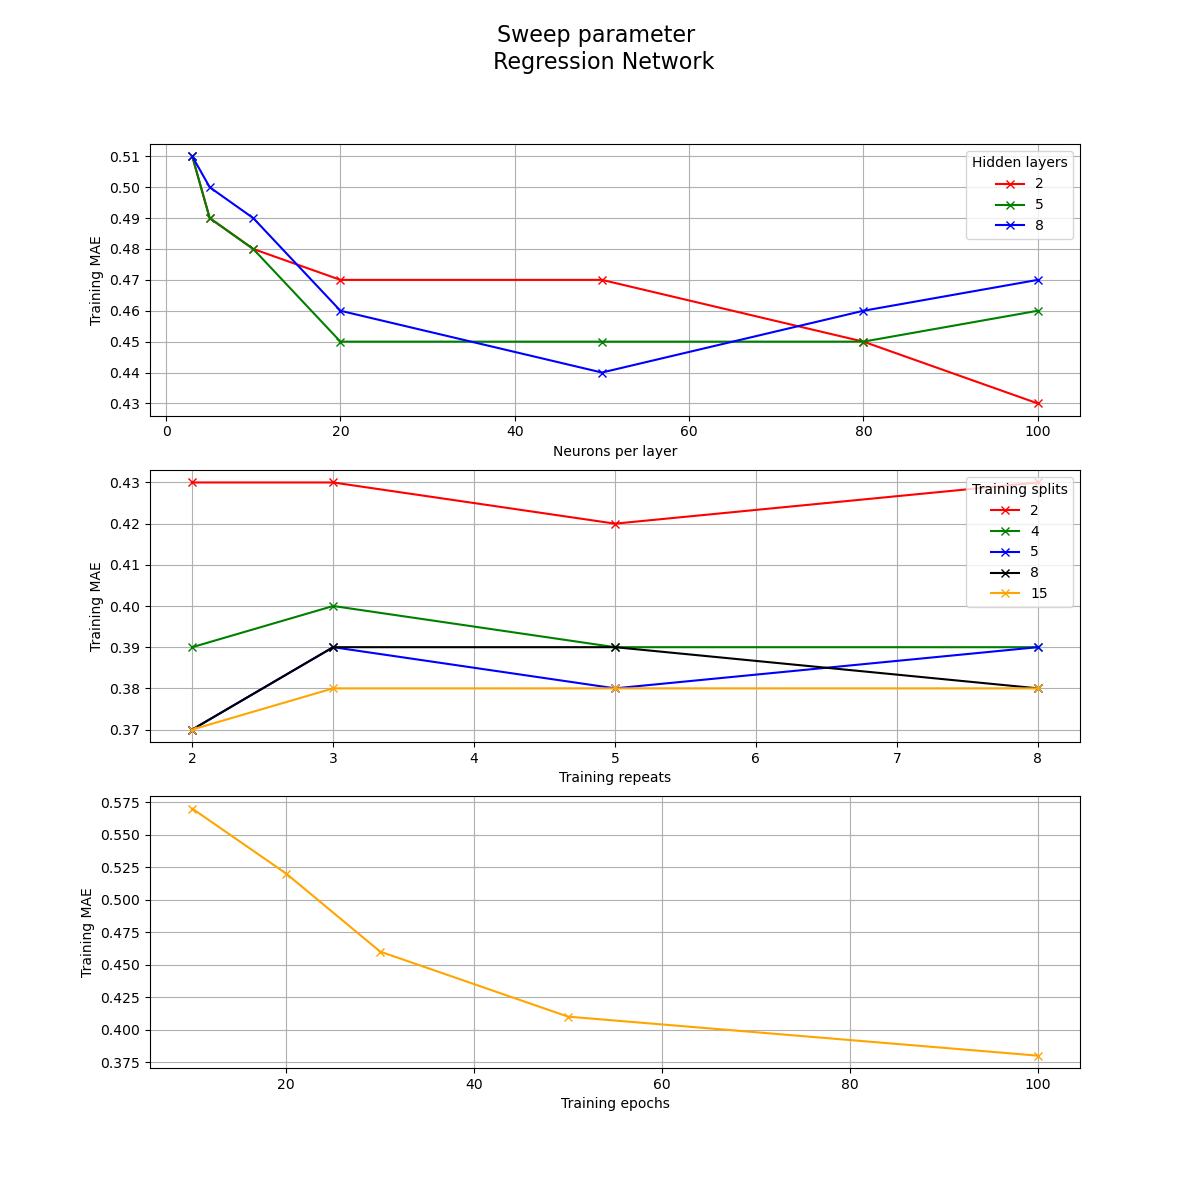 Sweep parameter
Regression Network
0.51
0.50
0.49
0.48
0.47
0.46
0.45
0.44
0.43
Training MAE
Hidden layers
2
5
8
0 20 40 60 80 100
Neurons per layer
0.43
0.42
0.41
0.40
0.39
0.38
0.37
Training MAE
Training splits
2
4
5
8
15
2 3 4 5 6 7 8
Training repeats
0.575
0.550
0.525
0.500
0.475
0.450
0.425
0.400
0.375
Training MAE
20 40 60 80 100
Training epochs